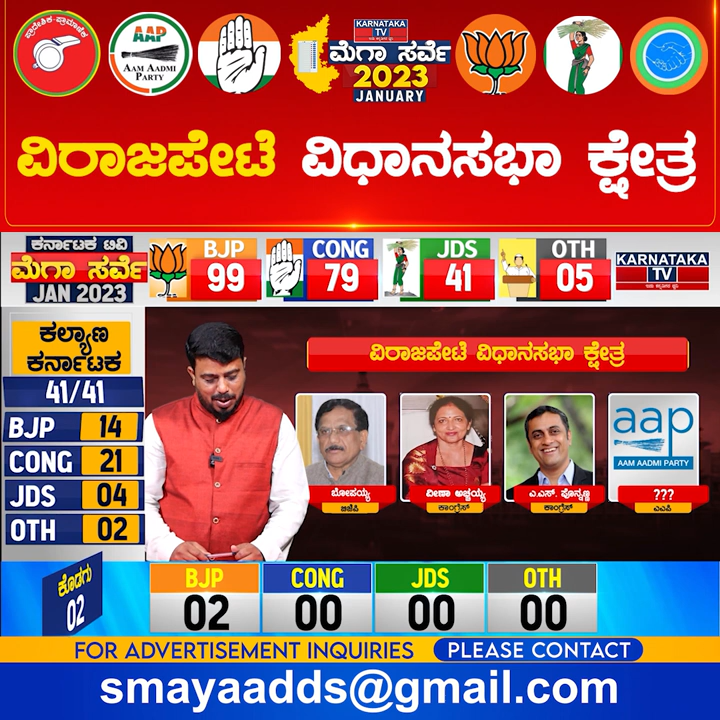 ಪ್ರಾದೇಶಿಕ-ಪ್ರಾಮಾಣಿಕ
AAP
AAM AADMI
PARTY
KARNATAKA
TV
ಮೆಗಾ ಸರ್ವೆ
2023
JANUARY
ವಿರಾಜಪೇಟೆ ವಿಧಾನಸಭಾ ಕ್ಷೇತ್ರ
ಕರ್ನಾಟಕ ಟಿವಿ
ಮೆಗಾ ಸರ್ವೆ
JAN 2023
BJP
99
CONG
79
JDS
41
OTH
05
KARNATAKA
TV
ಕಲ್ಯಾಣ
ಕರ್ನಾಟಕ
41/41
BJP 14
CONG 21
JDS 04
OTH 02
ವಿರಾಜಪೇಟೆ ವಿಧಾನಸಭಾ ಕ್ಷೇತ್ರ
ಬೋಪಯ್ಯ
ಬಿಜೆಪಿ
ವೀಣಾ ಅಚ್ಚಯ್ಯ
ಕಾಂಗ್ರೆಸ್
ಎ.ಎಸ್. ಪೊನ್ನಣ್ಣ
ಕಾಂಗ್ರೆಸ್
aap
AAM AADMI PARTY
???
ಎಎಪಿ
ಕೊಡಗು
02
BJP
02
CONG
00
JDS
00
OTH
00
FOR ADVERTISEMENT INQUIRIES PLEASE CONTACT
smayaadds@gmail.com